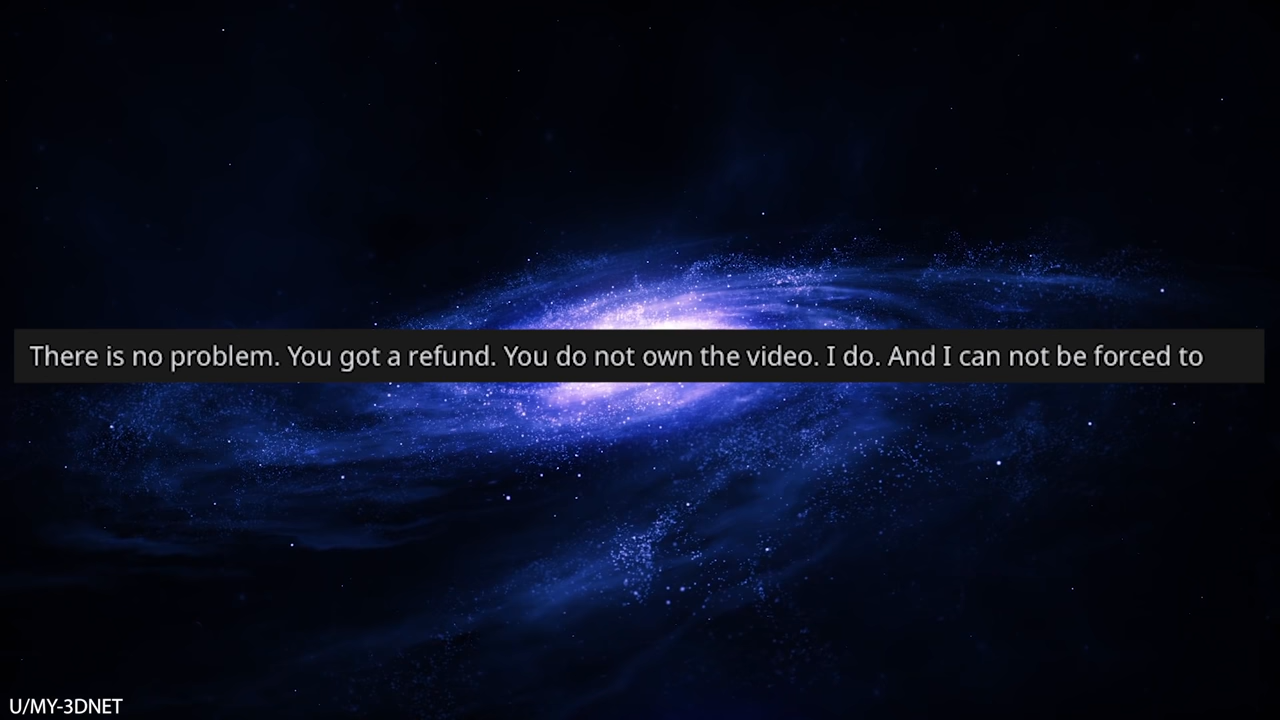 There is no problem. You got a refund. You do not own the video. I do. And I can not be forced to
U/MY-3DNET